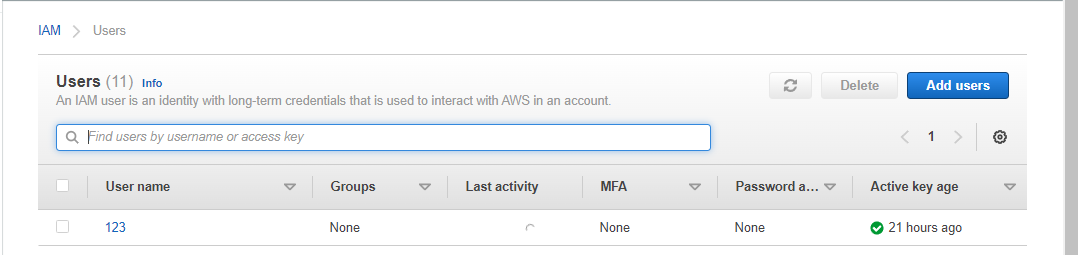 IAM > Users
Users (11) Info
Delete
Add users
An IAM user is an identity with long-term credentials that is used to interact with AWS in an account.
Find users by username or access key
1
User name Groups Last activity MFA Password a... Active key age
123 None None None 21 hours ago